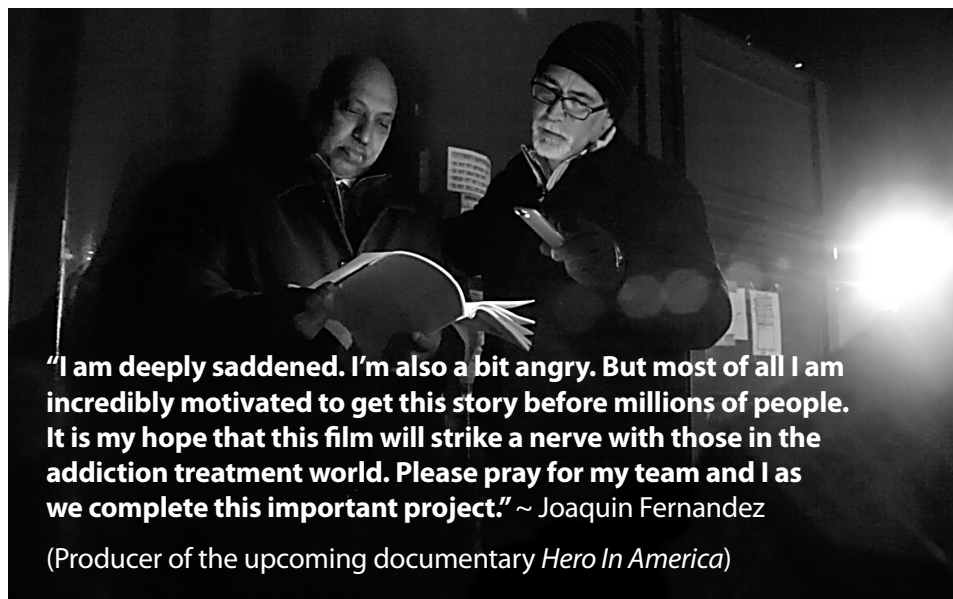 “I am deeply saddened. I’m also a bit angry. But most of all I am
incredibly motivated to get this story before millions of people.
It is my hope that this film will strike a nerve with those in the
addiction treatment world. Please pray for my team and I as
we complete this important project.” ~ Joaquin Fernandez
(Producer of the upcoming documentary Hero In America)